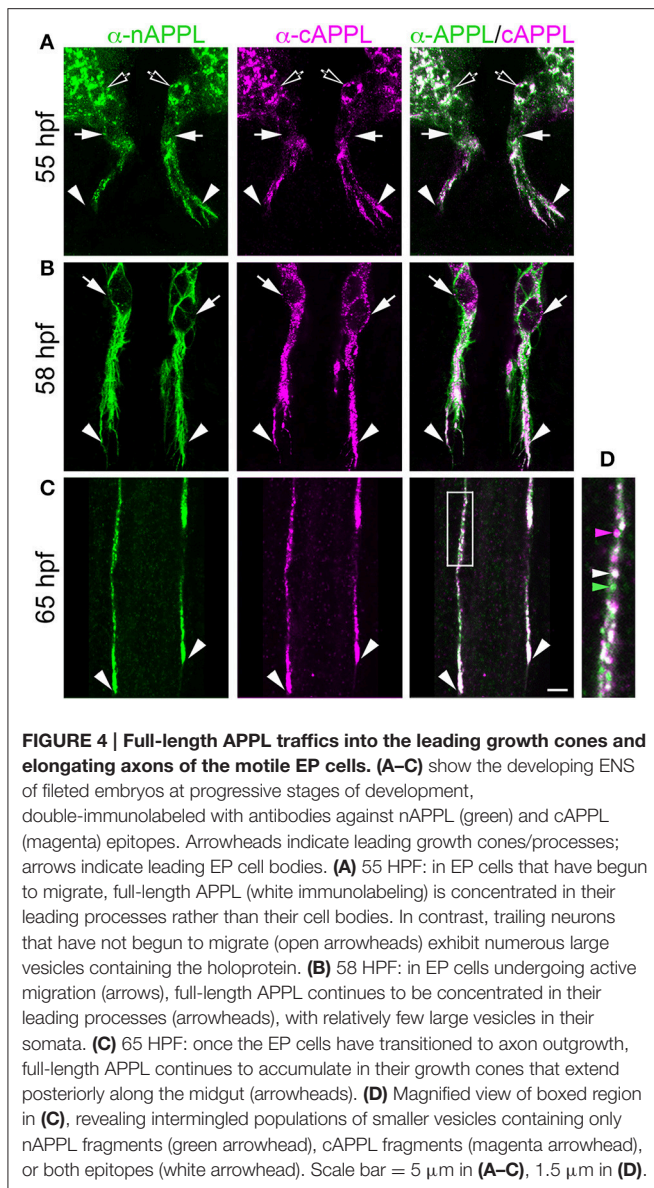 α-nAPPL α-cAPPL α-APPL/cAPPL
A
55 hpf
B
58 hpf
C
65 hpf
D
FIGURE 4 | Full-length APPL traffics into the leading growth cones and
elongating axons of the motile EP cells. (A–C) show the developing ENS
of fileted embryos at progressive stages of development,
double-immunolabeled with antibodies against nAPPL (green) and cAPPL
(magenta) epitopes. Arrowheads indicate leading growth cones/processes;
arrows indicate leading EP cell bodies. (A) 55 HPF: in EP cells that have begun
to migrate, full-length APPL (white immunolabeling) is concentrated in their
leading processes rather than their cell bodies. In contrast, trailing neurons
that have not begun to migrate (open arrowheads) exhibit numerous large
vesicles containing the holoprotein. (B) 58 HPF: in EP cells undergoing active
migration (arrows), full-length APPL continues to be concentrated in their
leading processes (arrowheads), with relatively few large vesicles in their
somata. (C) 65 HPF: once the EP cells have transitioned to axon outgrowth,
full-length APPL continues to accumulate in their growth cones that extend
posteriorly along the midgut (arrowheads). (D) Magnified view of boxed region
in (C), revealing intermingled populations of smaller vesicles containing only
nAPPL fragments (green arrowhead), cAPPL fragments (magenta arrowhead),
or both epitopes (white arrowhead). Scale bar = 5 μm in (A–C), 1.5 μm in (D).